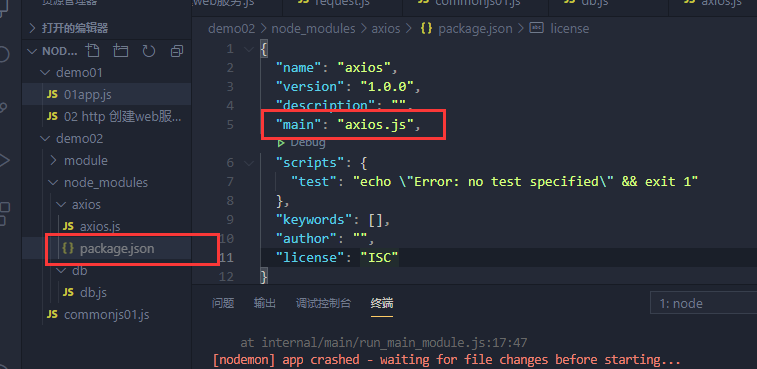 资源管理器
打开的编辑器
NOD...
demo01
JS 01app.js
JS 02 http 创建web服...
demo02
module
node_modules
axios
JS axios.js
{} package.json
db
JS db.js
JS commonjs01.js
web服务.js
request.js
commonjs01.js
db.js
axios.js
demo02 > node_modules > axios > {} package.json > license
1 {
2 "name": "axios",
3 "version": "1.0.0",
4 "description": "",
5 "main": "axios.js",
Debug
6 "scripts": {
7 "test": "echo \"Error: no test specified\" && exit 1"
8 },
9 "keywords": [],
10 "author": "",
11 "license": "ISC"
12 }
问题 输出 调试控制台 终端 1: node
at internal/main/run_main_module.js:17:47
[nodemon] app crashed - waiting for file changes before starting...